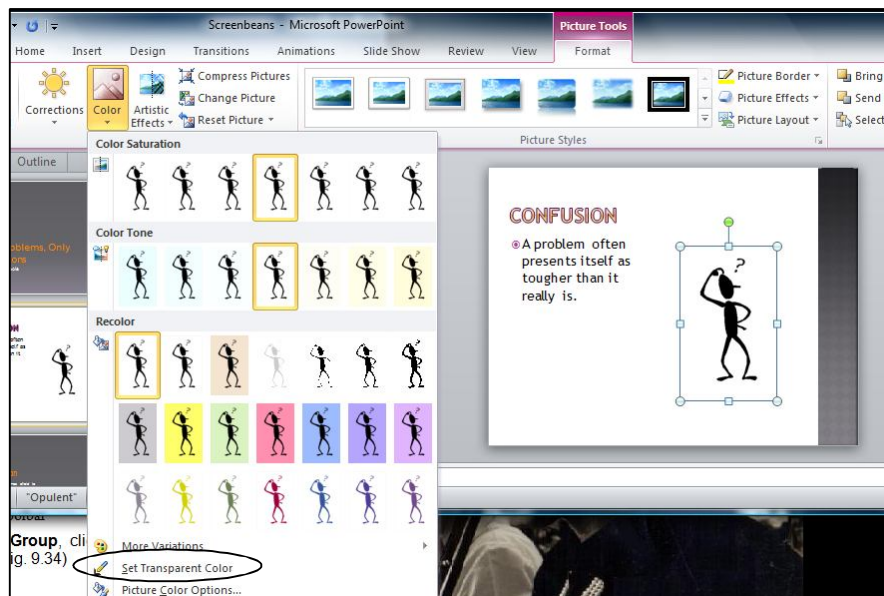 Screenbeans - Microsoft PowerPoint
Picture Tools
Home Insert Design Transitions Animations Slide Show Review View Format
Corrections
Color
Artistic
Effects
Compress Pictures
Change Picture
Reset Picture
Picture Border
Picture Effects
Picture Layout
Bring
Send
Select
Picture Styles
Outline
Color Saturation
Color Tone
Recolor
More Variations
Set Transparent Color
Picture Color Options...
oblems, Only
ons
CONFUSION
A problem often
presents itself as
tougher than it
really is.
"Opulent"
Group, cli
ig. 9.34)